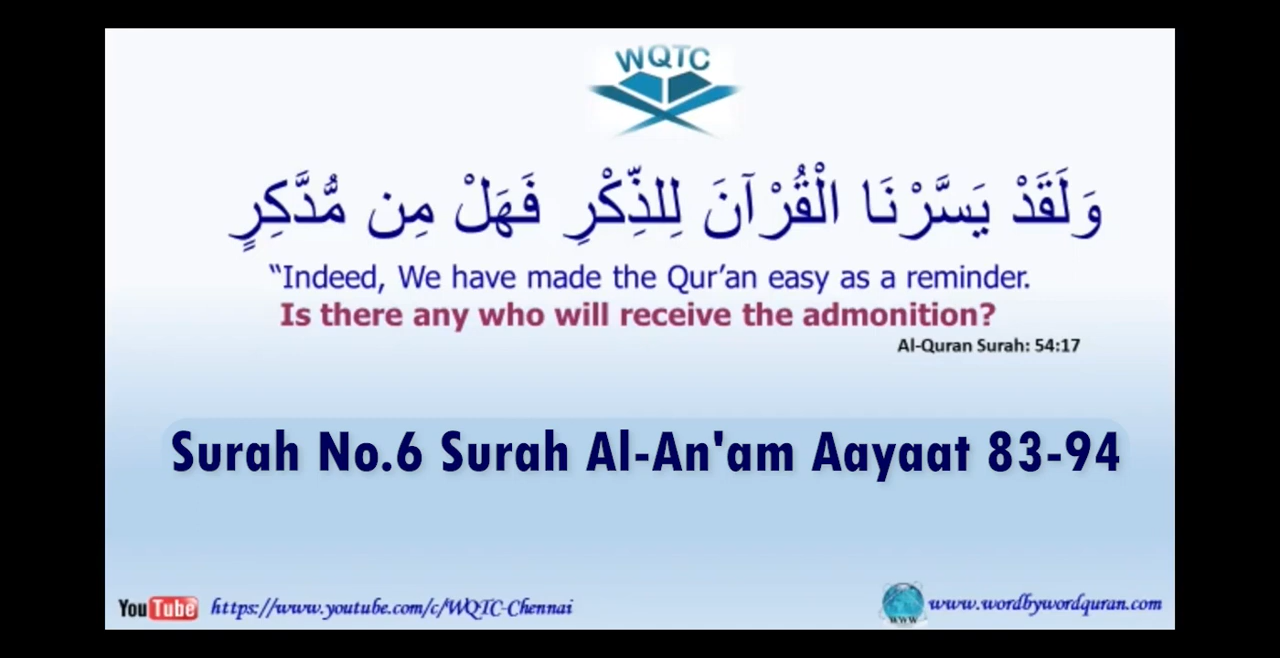 WQTC
وَلَقَدْ يَسَّرْنَا الْقُرْآنَ لِلذِّكْرِ فَهَلْ مِن مُّدَّكِرٍ
“Indeed, We have made the Qur’an easy as a reminder.
Is there any who will receive the admonition?
Al-Quran Surah: 54:17
Surah No.6 Surah Al-An'am Aayaat 83-94
YouTube https://www.youtube.com/c/WQTC-Chennai
WWW www.wordbywordquran.com